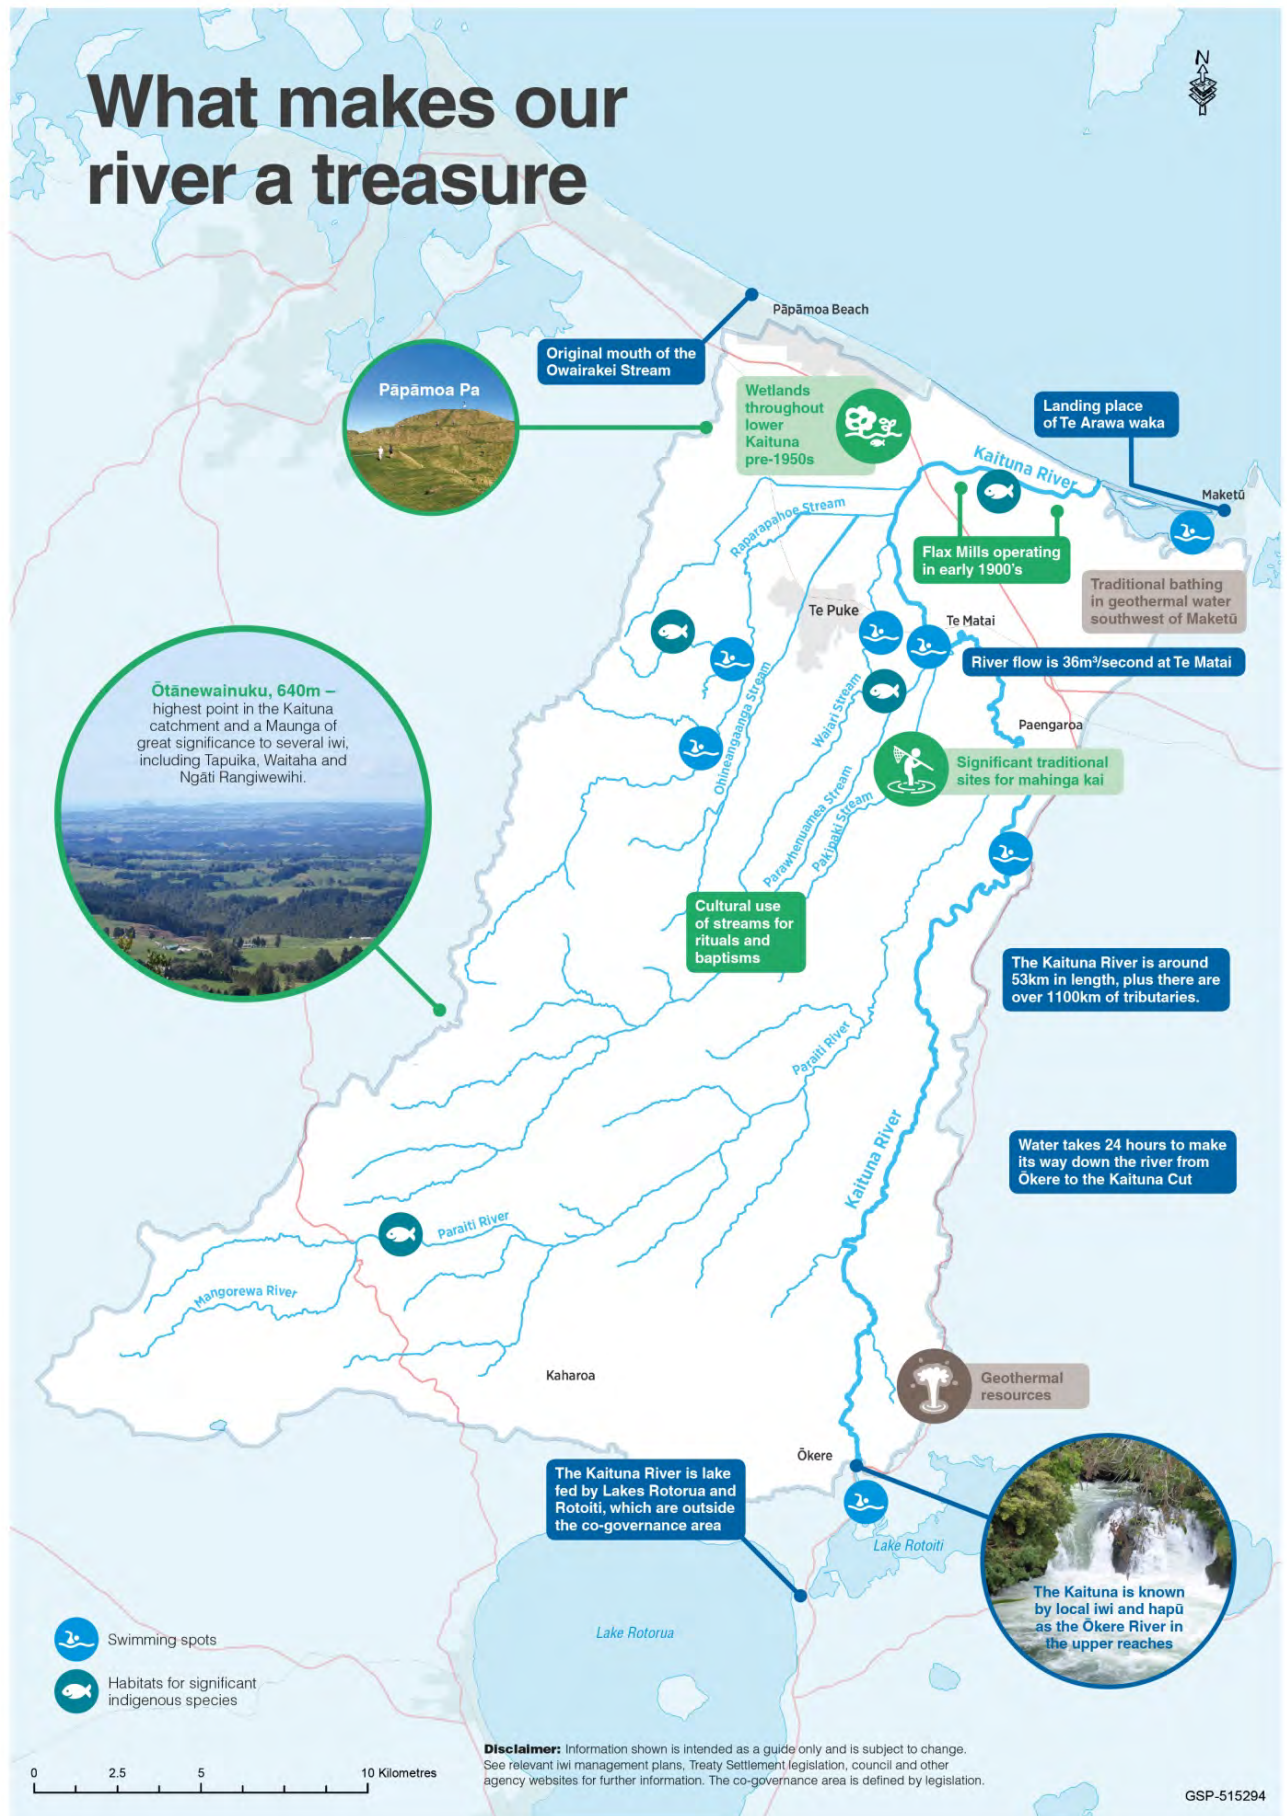 What makes our
river a treasure
N
Pāpāmoa Beach
Original mouth of the
Owairakei Stream
Pāpāmoa Pa
Wetlands
throughout
lower
Kaituna
pre-1950s
Landing place
of Te Arawa waka
Kaituna River
Maketū
Raparapahoe Stream
Flax Mills operating
in early 1900's
Traditional bathing
in geothermal water
southwest of Maketū
Te Puke
Te Matai
River flow is 36m³/second at Te Matai
Ōtānewainuku, 640m –
highest point in the Kaituna
catchment and a Maunga of
great significance to several iwi,
including Tapuika, Waitaha and
Ngāti Rangiwewihi.
Ohineangaanga Stream
Waiari Stream
Paengaroa
Significant traditional
sites for mahinga kai
Parawhenuamea Stream
Pakipaki Stream
Cultural use
of streams for
rituals and
baptisms
The Kaituna River is around
53km in length, plus there are
over 1100km of tributaries.
Paraiti River
Kaituna River
Water takes 24 hours to make
its way down the river from
Ōkere to the Kaituna Cut
Paraiti River
Mangorewa River
Kaharoa
Geothermal
resources
Ōkere
The Kaituna River is lake
fed by Lakes Rotorua and
Rotoiti, which are outside
the co-governance area
Lake Rotoiti
The Kaituna is known
by local iwi and hapū
as the Ōkere River in
the upper reaches
Lake Rotorua
Swimming spots
Habitats for significant
indigenous species
0 2.5 5 10 Kilometres
Disclaimer: Information shown is intended as a guide only and is subject to change.
See relevant iwi management plans, Treaty Settlement legislation, council and other
agency websites for further information. The co-governance area is defined by legislation.
GSP-515294